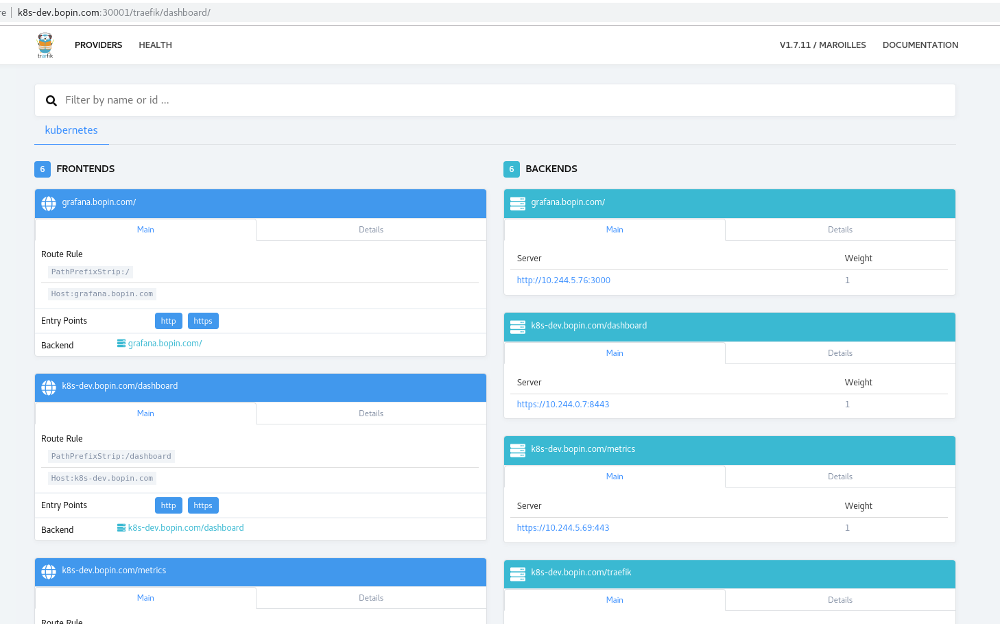 re
k8s-dev.bopin.com:30001/traefik/dashboard/
træfik
PROVIDERS
HEALTH
V1.7.11 / MAROILLES
DOCUMENTATION
Filter by name or id ...
kubernetes
6 FRONTENDS
grafana.bopin.com/
Main
Details
Route Rule
PathPrefixStrip:/
Host:grafana.bopin.com
Entry Points http https
Backend grafana.bopin.com/
k8s-dev.bopin.com/dashboard
Main
Details
Route Rule
PathPrefixStrip:/dashboard
Host:k8s-dev.bopin.com
Entry Points http https
Backend k8s-dev.bopin.com/dashboard
k8s-dev.bopin.com/metrics
Main
Details
Route Rule
6 BACKENDS
grafana.bopin.com/
Main
Details
Server Weight
http://10.244.5.76:3000 1
k8s-dev.bopin.com/dashboard
Main
Details
Server Weight
https://10.244.0.7:8443 1
k8s-dev.bopin.com/metrics
Main
Details
Server Weight
https://10.244.5.69:443 1
k8s-dev.bopin.com/traefik
Main
Details